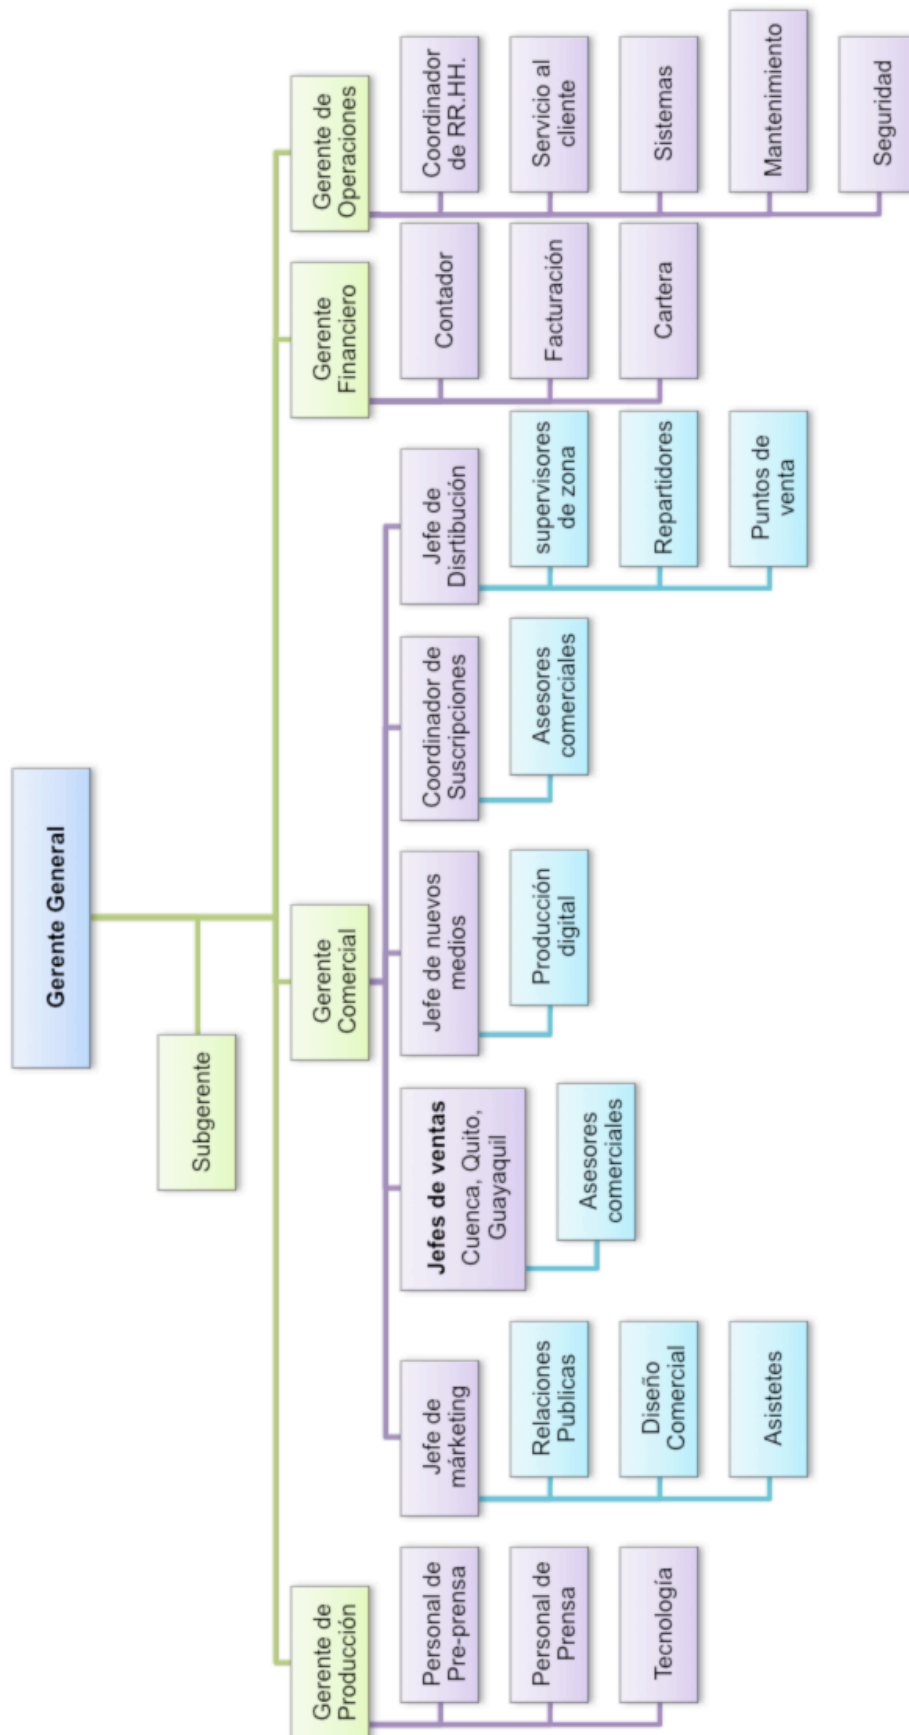 Gerente General
Subgerente
Gerente de
Producción
Personal de
Pre-prensa
Personal de
Prensa
Tecnología
Gerente
Comercial
Jefe de
márketing
Relaciones
Publicas
Diseño
Comercial
Asistetes
Jefes de ventas
Cuenca, Quito,
Guayaquil
Asesores
comerciales
Jefe de nuevos
medios
Producción
digital
Coordinador de
Suscripciones
Asesores
comerciales
Jefe de
Disrtibución
supervisores
de zona
Repartidores
Puntos de
venta
Gerente
Financiero
Contador
Facturación
Cartera
Gerente de
Operaciones
Coordinador
de RR.HH.
Servicio al
cliente
Sistemas
Mantenimiento
Seguridad